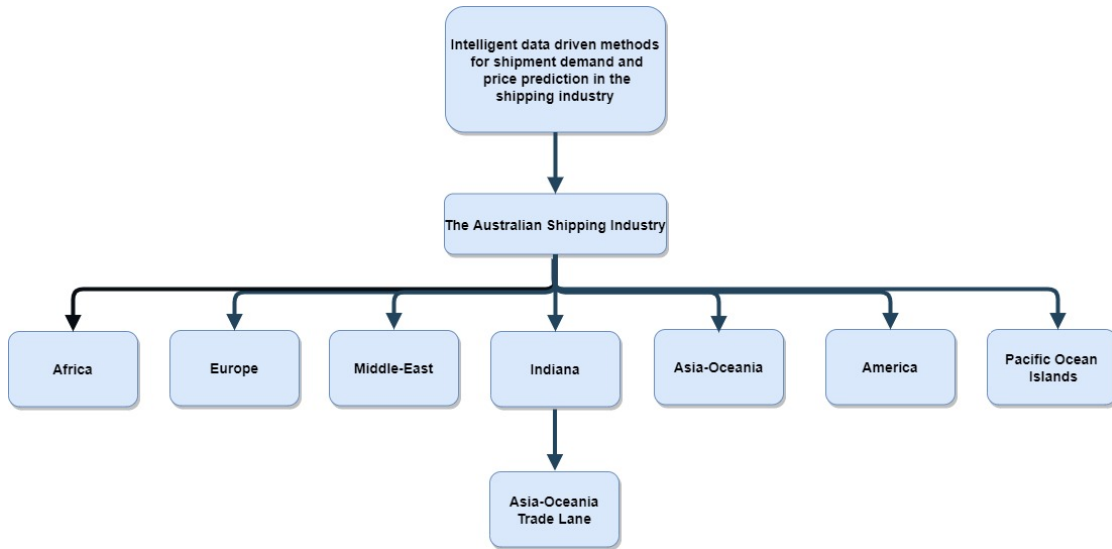 Intelligent data driven methods
for shipment demand and
price prediction in the
shipping industry
The Australian Shipping Industry
Africa
Europe
Middle-East
Indiana
Asia-Oceania
America
Pacific Ocean
Islands
Asia-Oceania
Trade Lane